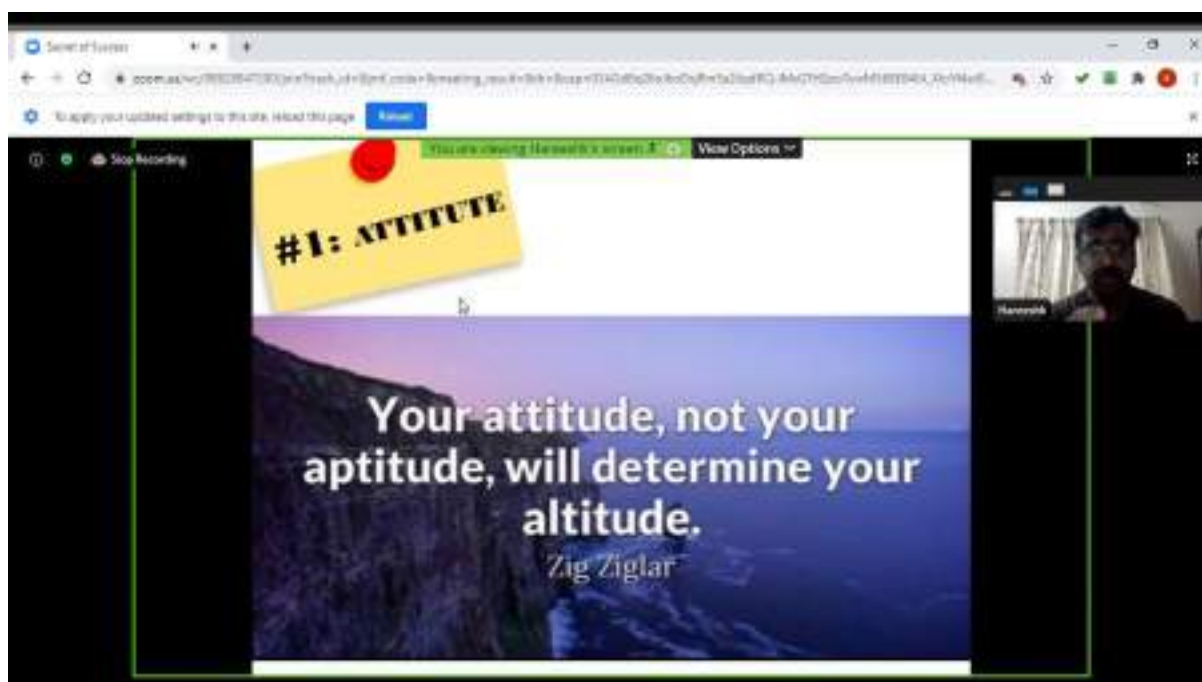 Secret of Success
To apply your updated settings to this site, reload this page
Reload
Stop Recording
You are viewing screen
View Options
#1: ATTITUTE
Your attitude, not your
aptitude, will determine your
altitude.
Zig Ziglar